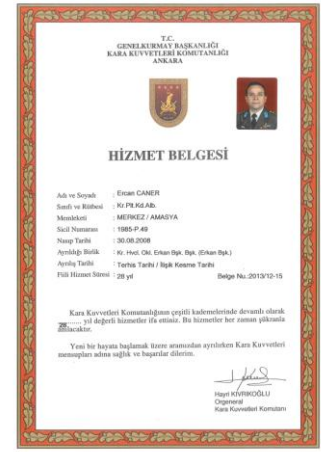 T.C.
GENELKURMAY BAŞKANLIĞI
KARA KUVVETLERİ KOMUTANLIĞI
ANKARA
HİZMET BELGESİ
Adı ve Soyadı : Ercan CANER
Sınıfı ve Rütbesi : Kr.Plt.Kd.Alb.
Memleketi : MERKEZ / AMASYA
Sicil Numarası : 1985-P.49
Nasıp Tarihi : 30.08.2008
Ayrıldığı Birlik : Kr. Hvcl. Okl. Erkan Bşk. Bşk. (Erkan Bşk.)
Ayrılış Tarihi : Terhis Tarihi / İlişik Kesme Tarihi
Fiili Hizmet Süresi : 28 yıl Belge Nu.:2013/12-15
Kara Kuvvetleri Komutanlığının çeşitli kademelerinde devamlı olarak
28....... yıl değerli hizmetler ifa ettiniz. Bu hizmetler her zaman şükranla
anılacaktır.
Yeni bir hayata başlamak üzere aramızdan ayrılırken Kara Kuvvetleri
mensupları adına sağlık ve başarılar dilerim.
Hayri KIVRIKOĞLU
Orgeneral
Kara Kuvvetleri Komutanı